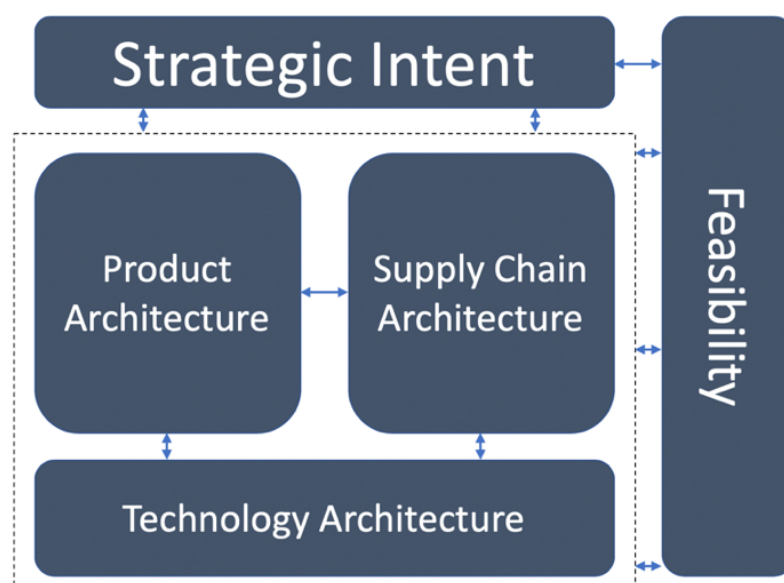 Strategic Intent
Product
Architecture
Supply Chain
Architecture
Technology Architecture
Feasibility